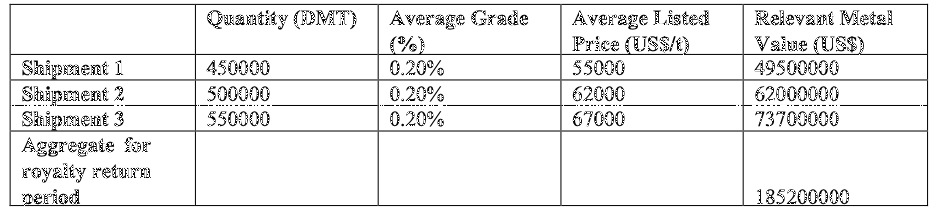 Quantity (DMT) Average Grade Average Listed Relevant Metal
(%) Price (US$/t) Value (US$)
Shipment 1 450000 0.20% 55000 49500000
Shipment 2 500000 0.20% 62000 62000000
Shipment 3 550000 0.20% 67000 73700000
Aggregate for
royalty return
period 185200000